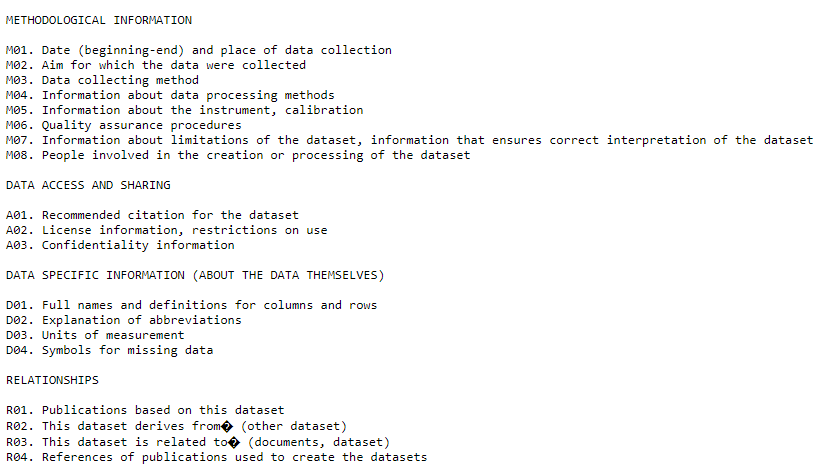 METHODOLOGICAL INFORMATION
M01. Date (beginning-end) and place of data collection
M02. Aim for which the data were collected
M03. Data collecting method
M04. Information about data processing methods
M05. Information about the instrument, calibration
M06. Quality assurance procedures
M07. Information about limitations of the dataset, information that ensures correct interpretation of the dataset
M08. People involved in the creation or processing of the dataset
DATA ACCESS AND SHARING
A01. Recommended citation for the dataset
A02. License information, restrictions on use
A03. Confidentiality information
DATA SPECIFIC INFORMATION (ABOUT THE DATA THEMSELVES)
D01. Full names and definitions for columns and rows
D02. Explanation of abbreviations
D03. Units of measurement
D04. Symbols for missing data
RELATIONSHIPS
R01. Publications based on this dataset
R02. This dataset derives from� (other dataset)
R03. This dataset is related to� (documents, dataset)
R04. References of publications used to create the datasets